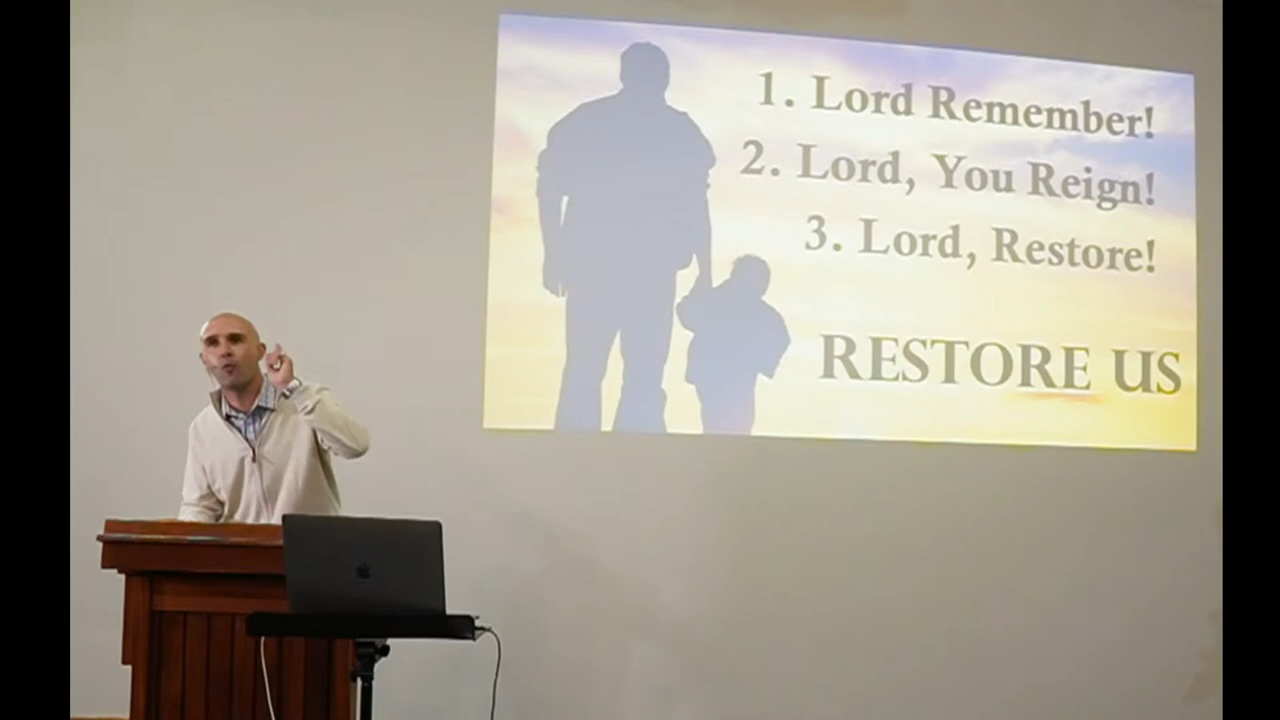 1. Lord Remember!
2. Lord, You Reign!
3. Lord, Restore!
RESTORE US